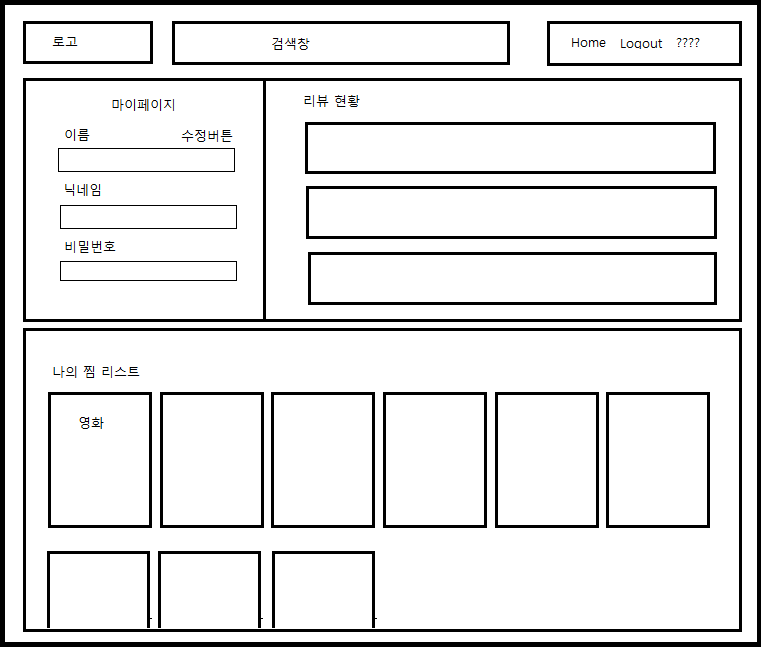 로고
검색창
Home Logout ????
마이페이지
이름 수정버튼
닉네임
비밀번호
리뷰 현황
나의 찜 리스트
영화